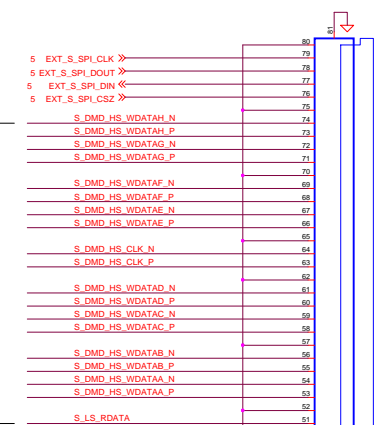 81
80
5 EXT_S_SPI_CLK 79
5 EXT_S_SPI_DOUT 78
5 EXT_S_SPI_DIN 77
5 EXT_S_SPI_CSZ 76
75
S_DMD_HS_WDATAH_N 74
S_DMD_HS_WDATAH_P 73
S_DMD_HS_WDATAG_N 72
S_DMD_HS_WDATAG_P 71
70
S_DMD_HS_WDATAF_N 69
S_DMD_HS_WDATAF_P 68
S_DMD_HS_WDATAE_N 67
S_DMD_HS_WDATAE_P 66
65
S_DMD_HS_CLK_N 64
S_DMD_HS_CLK_P 63
62
S_DMD_HS_WDATAD_N 61
S_DMD_HS_WDATAD_P 60
S_DMD_HS_WDATAC_N 59
S_DMD_HS_WDATAC_P 58
57
S_DMD_HS_WDATAB_N 56
S_DMD_HS_WDATAB_P 55
S_DMD_HS_WDATAA_N 54
S_DMD_HS_WDATAA_P 53
52
S_LS_RDATA 51